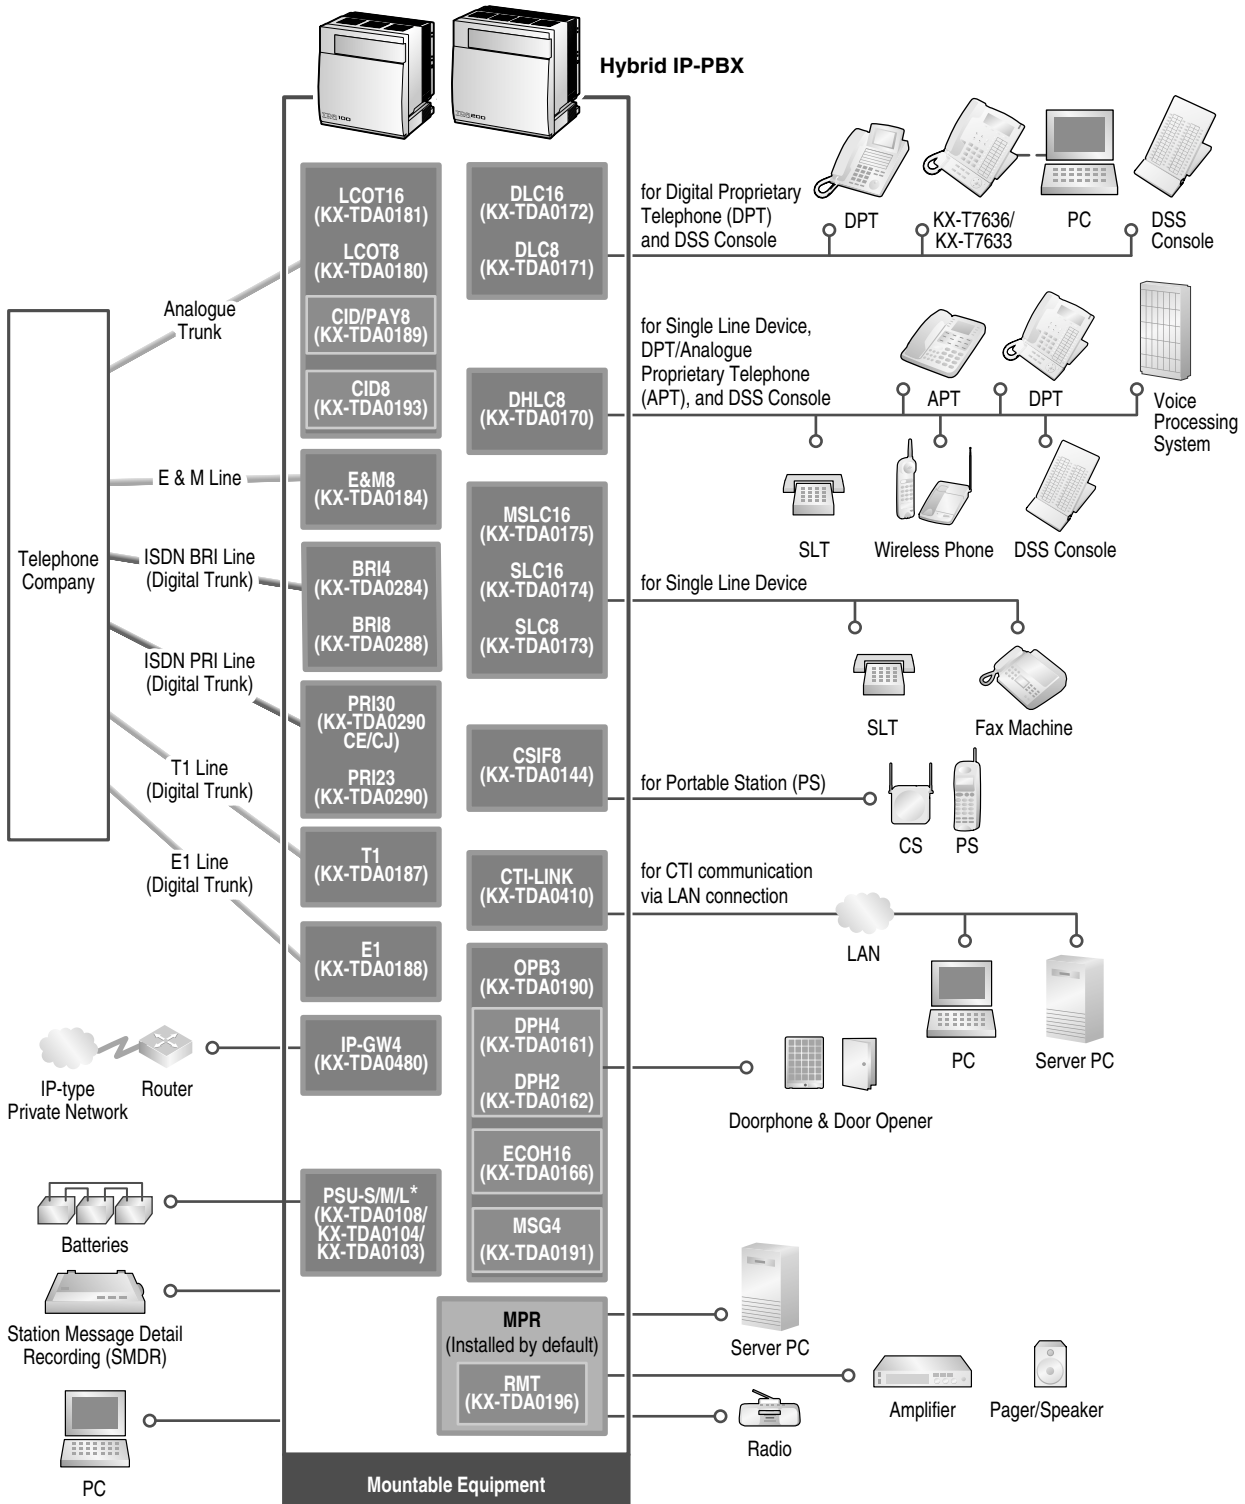 Hybrid IP-PBX
100
200
LCOT16
(KX-TDA0181)
LCOT8
(KX-TDA0180)
CID/PAY8
(KX-TDA0189)
CID8
(KX-TDA0193)
E&M8
(KX-TDA0184)
BRI4
(KX-TDA0284)
BRI8
(KX-TDA0288)
PRI30
(KX-TDA0290
CE/CJ)
PRI23
(KX-TDA0290)
T1
(KX-TDA0187)
E1
(KX-TDA0188)
IP-GW4
(KX-TDA0480)
PSU-S/M/L*
(KX-TDA0108/
KX-TDA0104/
KX-TDA0103)
DLC16
(KX-TDA0172)
DLC8
(KX-TDA0171)
DHLC8
(KX-TDA0170)
MSLC16
(KX-TDA0175)
SLC16
(KX-TDA0174)
SLC8
(KX-TDA0173)
CSIF8
(KX-TDA0144)
CTI-LINK
(KX-TDA0410)
OPB3
(KX-TDA0190)
DPH4
(KX-TDA0161)
DPH2
(KX-TDA0162)
ECOH16
(KX-TDA0166)
MSG4
(KX-TDA0191)
MPR
(Installed by default)
RMT
(KX-TDA0196)
Mountable Equipment
Telephone
Company
Analogue
Trunk
E & M Line
ISDN BRI Line
(Digital Trunk)
ISDN PRI Line
(Digital Trunk)
T1 Line
(Digital Trunk)
E1 Line
(Digital Trunk)
IP-type
Private Network
Router
Batteries
Station Message Detail
Recording (SMDR)
PC
for Digital Proprietary
Telephone (DPT)
and DSS Console
DPT
KX-T7636/
KX-T7633
PC
DSS
Console
for Single Line Device,
DPT/Analogue
Proprietary Telephone
(APT), and DSS Console
APT
DPT
Voice
Processing
System
SLT
Wireless Phone
DSS Console
for Single Line Device
SLT
Fax Machine
for Portable Station (PS)
CS
PS
for CTI communication
via LAN connection
LAN
PC
Server PC
Doorphone & Door Opener
Server PC
Amplifier
Pager/Speaker
Radio